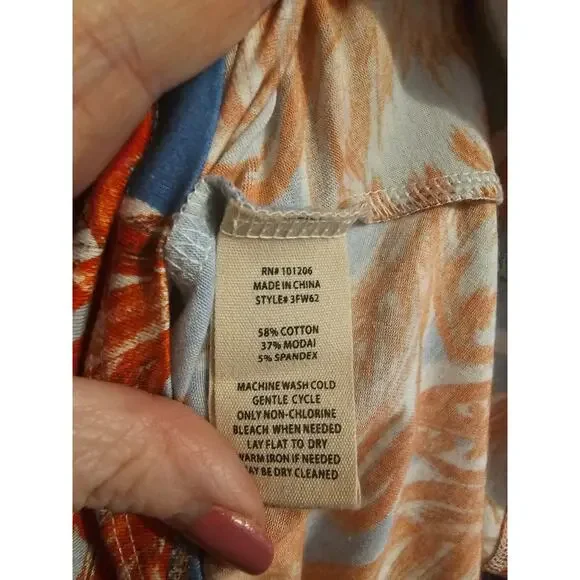 RN# 101206
MADE IN CHINA
STYLE# 3FW62
58% COTTON
37% MODAl
5% SPANDEX
MACHINE WASH COLD
GENTLE CYCLE
ONLY NON-CHLORINE
BLEACH WHEN NEEDED
LAY FLAT TO DRY
WARM IRON IF NEEDED
MAY BE DRY CLEANED